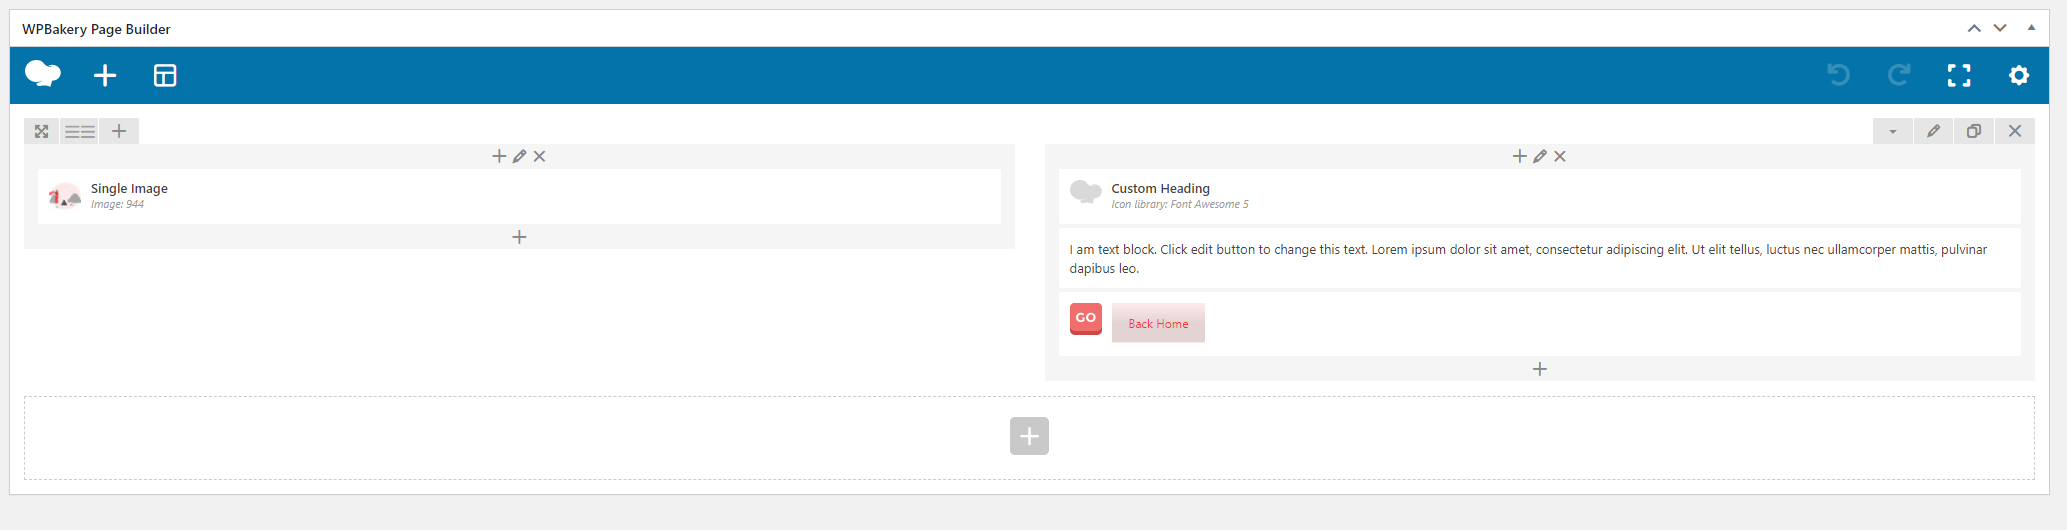 WPBakery Page Builder
Single Image
Image: 944
Custom Heading
Icon library: Font Awesome 5
I am text block. Click edit button to change this text. Lorem ipsum dolor sit amet, consectetur adipiscing elit. Ut elit tellus, luctus nec ullamcorper mattis, pulvinar
dapibus leo.
GO
Back Home